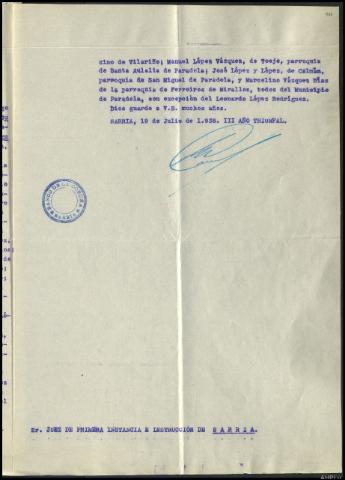 cino de Vilariño; Manuel López Vázquez, de Toeje, parroquia
de Santa Eulalia de Paradela; José López y López, de
parroquia de San Miguel de Paradela, y Marcelino Vázquez Díaz
de la parroquia de Ferreiros de Mirallos, todos del Municipio
de Paradela, con excepción del Leonardo López Rodríguez.
Dios guarde a V.S. muchos años.
SARRIA, 19 de Julio de 1.938. III AÑO TRIUNFAL.
SARRIA
Sr. JUEZ DE PRIMERA INSTANCIA E INSTRUCCIÓN DE S A R R I A.